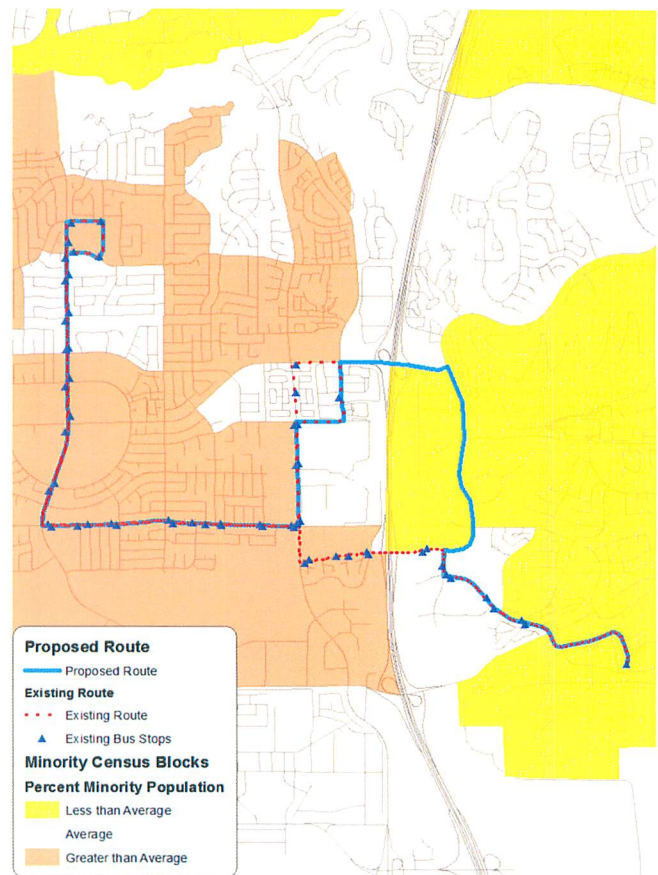 Proposed Route
Proposed Route
Existing Route
Existing Route
Existing Bus Stops
Minority Census Blocks
Percent Minority Population
Less than Average
Average
Greater than Average